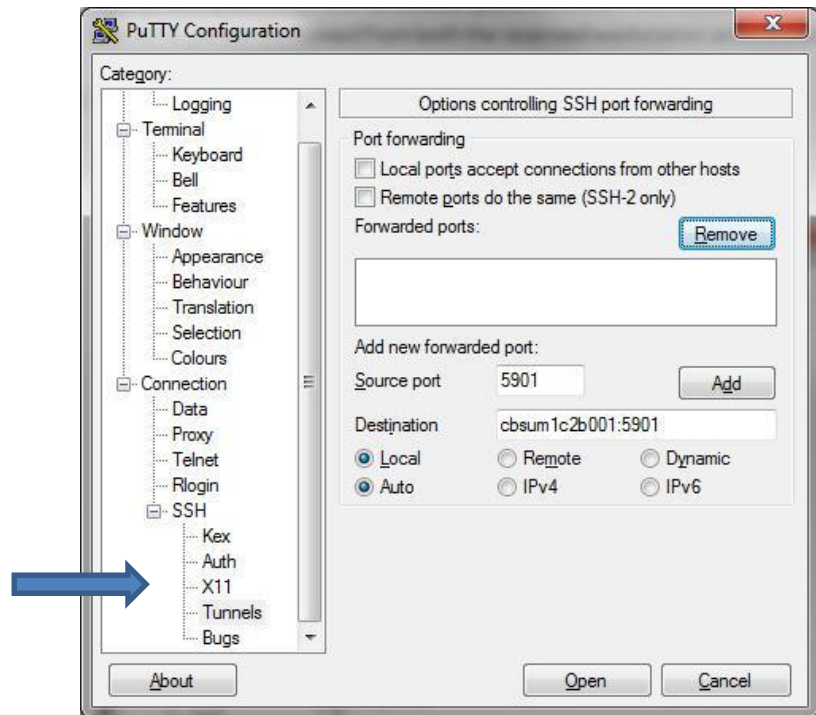 PuTTY Configuration
Category:
Logging
Terminal
Keyboard
Bell
Features
Window
Appearance
Behaviour
Translation
Selection
Colours
Connection
Data
Proxy
Telnet
Rlogin
SSH
Kex
Auth
X11
Tunnels
Bugs
Options controlling SSH port forwarding
Port forwarding
Local ports accept connections from other hosts
Remote ports do the same (SSH-2 only)
Forwarded ports:
Remove
Add new forwarded port:
Source port 5901 Add
Destination cbsum1c2b001:5901
Local Remote Dynamic
Auto IPv4 IPv6
About Open Cancel